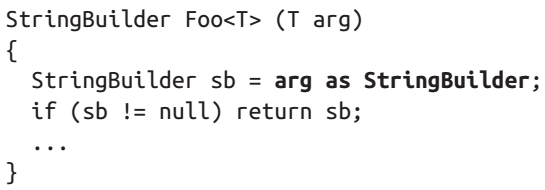 StringBuilder Foo<T> (T arg)
{
  StringBuilder sb = arg as StringBuilder;
  if (sb != null) return sb;
  ...
}